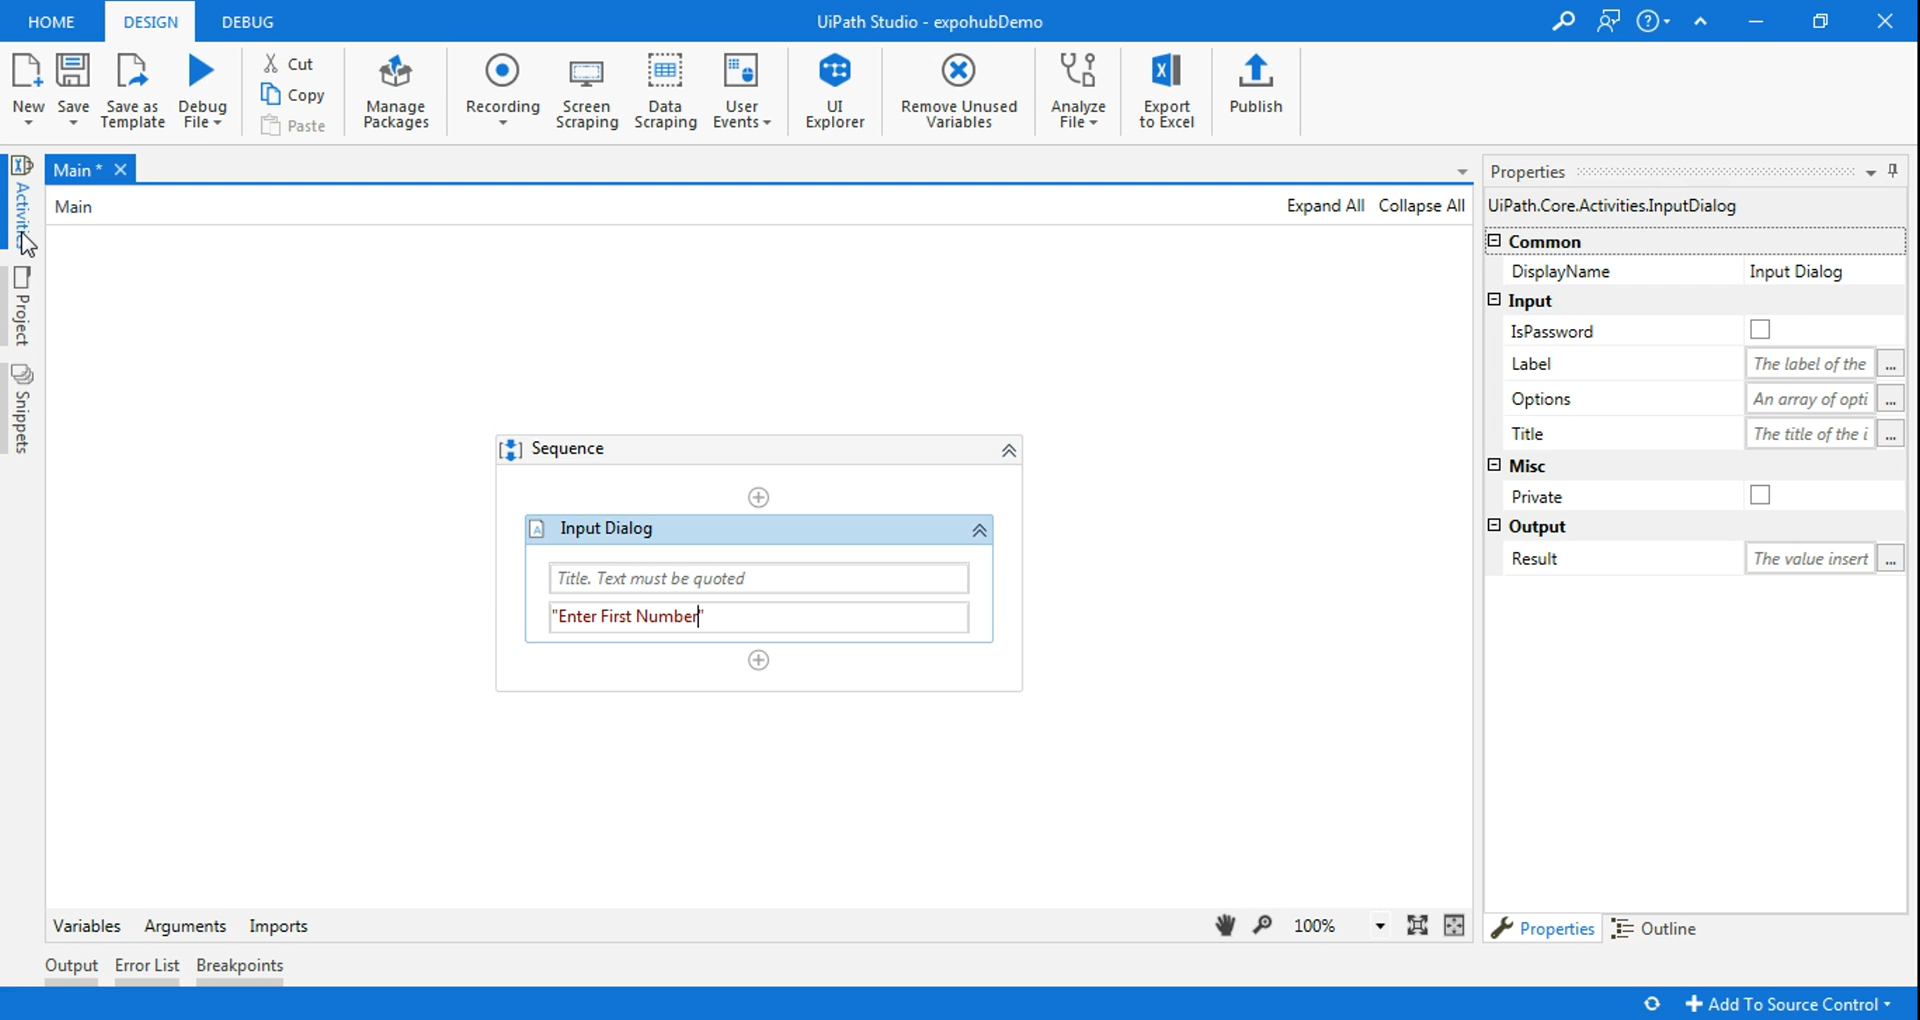 HOME DESIGN DEBUG UiPath Studio - expohubDemo
New Save Save as Template Debug File Cut Copy Paste Manage Packages Recording Screen Scraping Data Scraping User Events UI Explorer Remove Unused Variables Analyze File Export to Excel Publish
Activities
Project
Snippets
Main *
Main Expand All Collapse All
Sequence
Input Dialog
Title. Text must be quoted
"Enter First Number"
Variables Arguments Imports 100%
Output Error List Breakpoints
Properties
UiPath.Core.Activities.InputDialog
Common
DisplayName Input Dialog
Input
IsPassword
Label The label of the ...
Options An array of opti ...
Title The title of the i ...
Misc
Private
Output
Result The value insert ...
Properties Outline
Add To Source Control